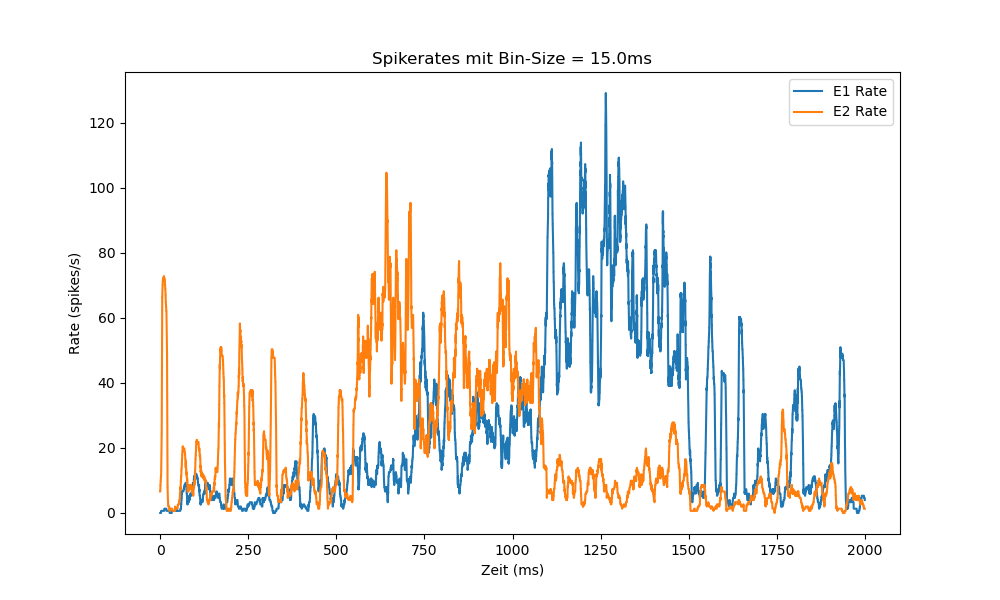 Spikerates mit Bin-Size = 15.0ms
E1 Rate
E2 Rate
120
100
80
60
40
20
0
Rate (spikes/s)
0 250 500 750 1000 1250 1500 1750 2000
Zeit (ms)